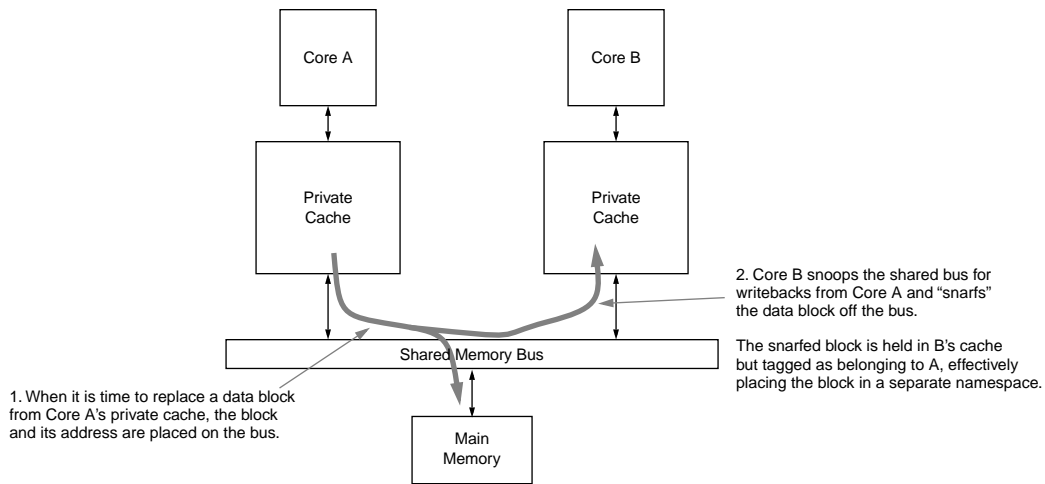 Core A
Core B
Private
Cache
Private
Cache
2. Core B snoops the shared bus for
writebacks from Core A and “snarfs”
the data block off the bus.
The snarfed block is held in B’s cache
but tagged as belonging to A, effectively
placing the block in a separate namespace.
Shared Memory Bus
1. When it is time to replace a data block
from Core A’s private cache, the block
and its address are placed on the bus.
Main
Memory